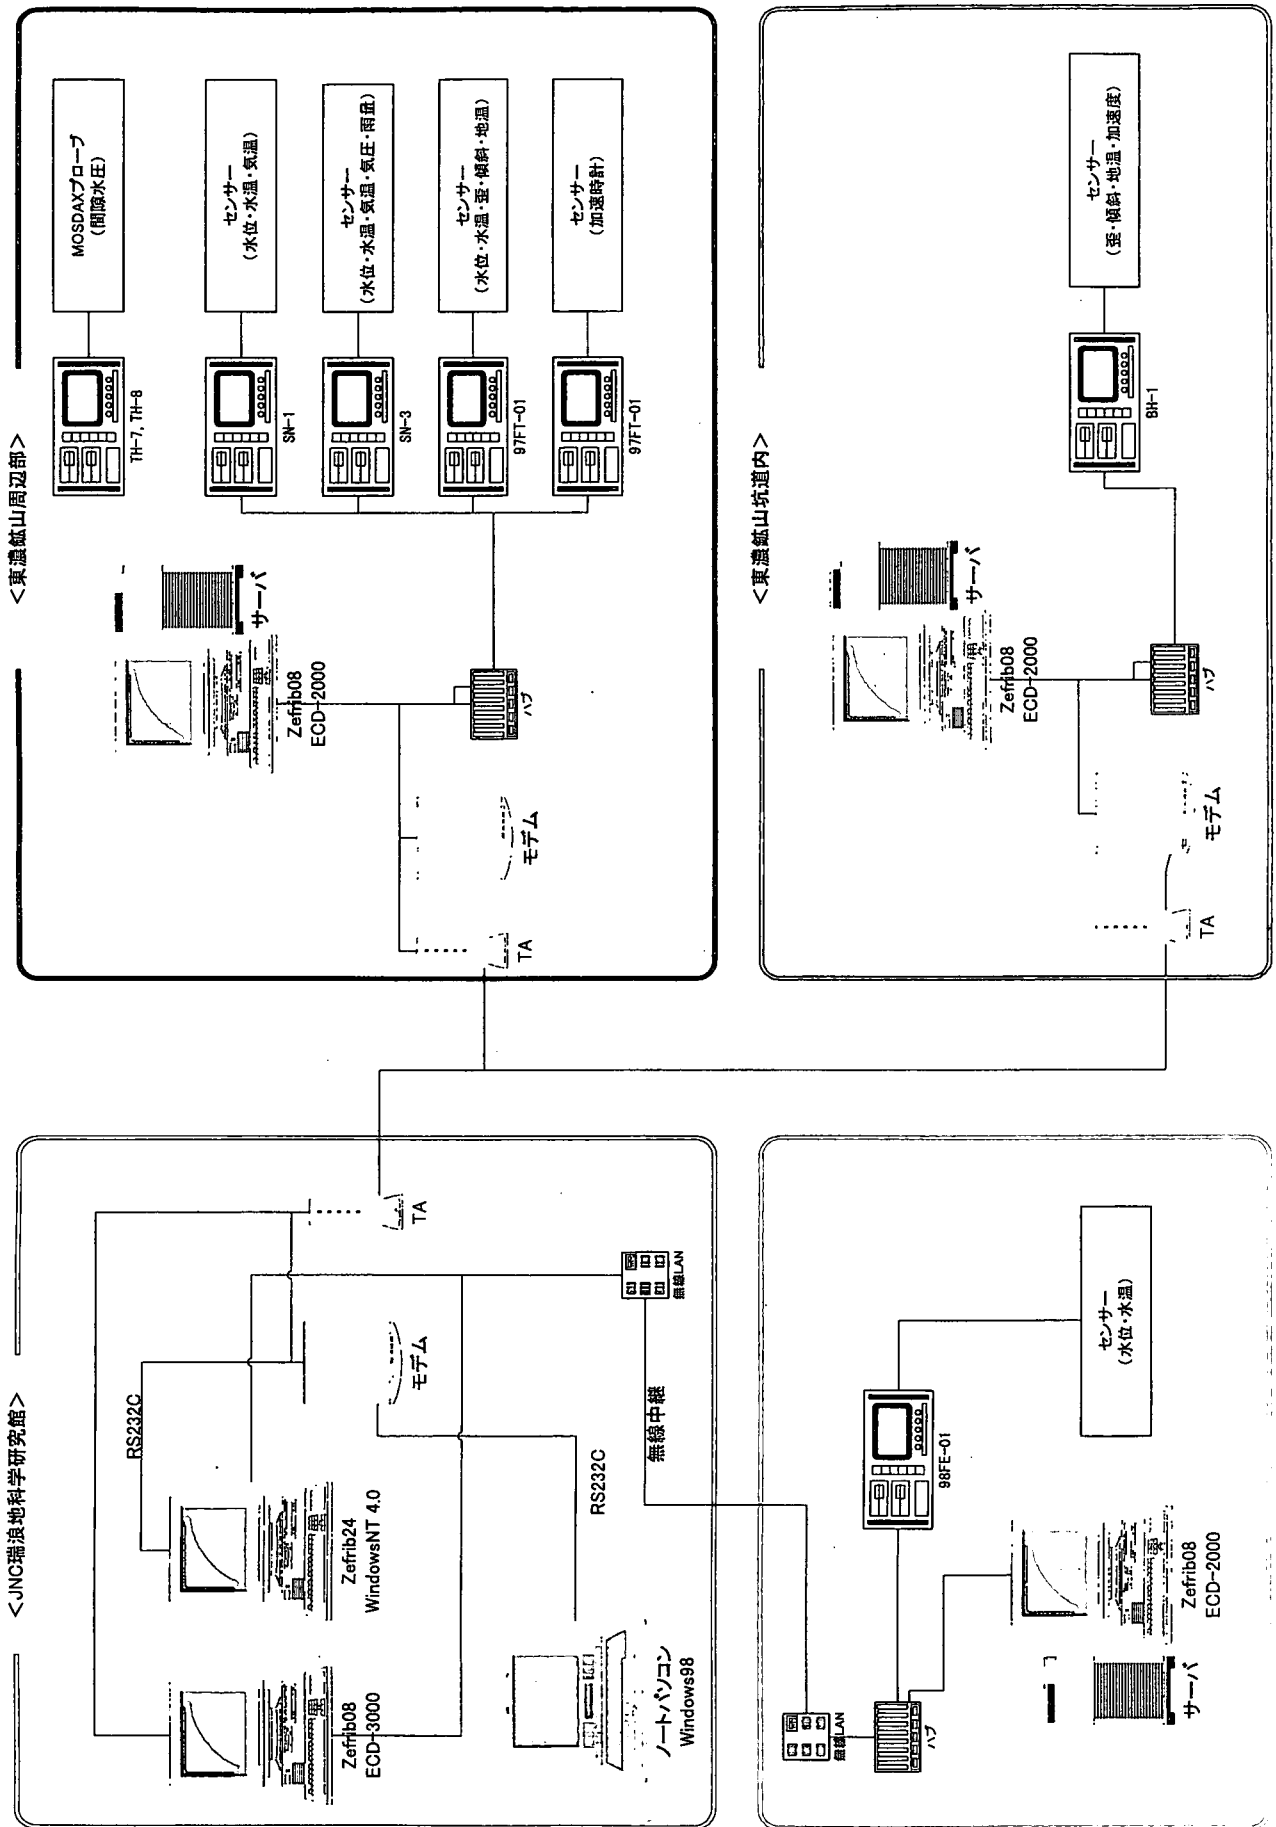 <JNC瑞浪地科学研究館>
Zefrib08
ECD-3000
Zefrib24
WindowsNT 4.0
RS232C
ノートパソコン
Windows98
RS232C
モデム
TA
無線LAN
無線中継
<東濃鉱山周辺部>
TA
モデム
Zefrib08
ECD-2000
サーバ
ハブ
TH-7, TH-8
MOSDAXプローブ
(間隙水圧)
SN-1
センサー
(水位・水温・気温)
SN-3
センサー
(水位・水温・気温・気圧・雨量)
97FT-01
センサー
(水位・水温・歪・傾斜・地温)
97FT-01
センサー
(加速時計)
無線LAN
ハブ
サーバ
Zefrib08
ECD-2000
98FE-01
センサー
(水位・水温)
<東濃鉱山坑道内>
TA
モデム
Zefrib08
ECD-2000
サーバ
ハブ
BH-1
センサー
(歪・傾斜・地温・加速度)